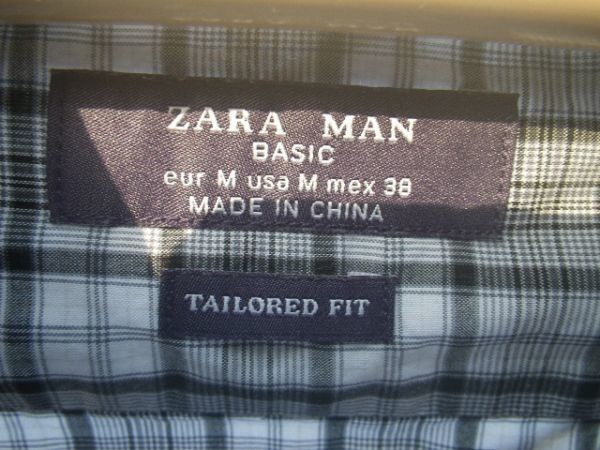 ZARA MAN
BASIC
eur M usa M mex 38
MADE IN CHINA
TAILORED FIT